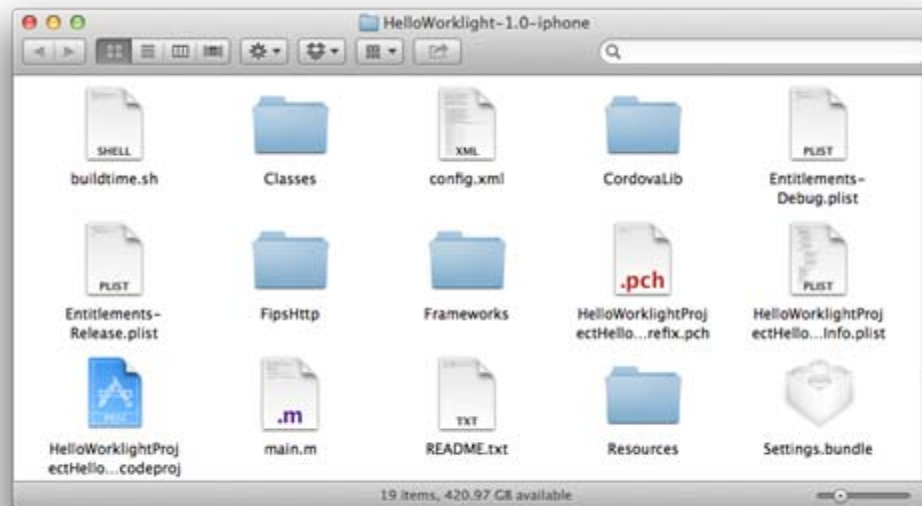 HelloWorklight-1.0-iphone
SHELL
XML
PLIST
buildtime.sh
Classes
config.xml
CordovaLib
Entitlements-
Debug.plist
PLIST
.pch
PLIST
Entitlements-
Release.plist
FipsHttp
Frameworks
HelloWorklightProj
ectHello...refix.pch
HelloWorklightProj
ectHello...Info.plist
.m
TXT
HelloWorklightProj
ectHello...codeproj
main.m
README.txt
Resources
Settings.bundle
19 items, 420.97 GB available